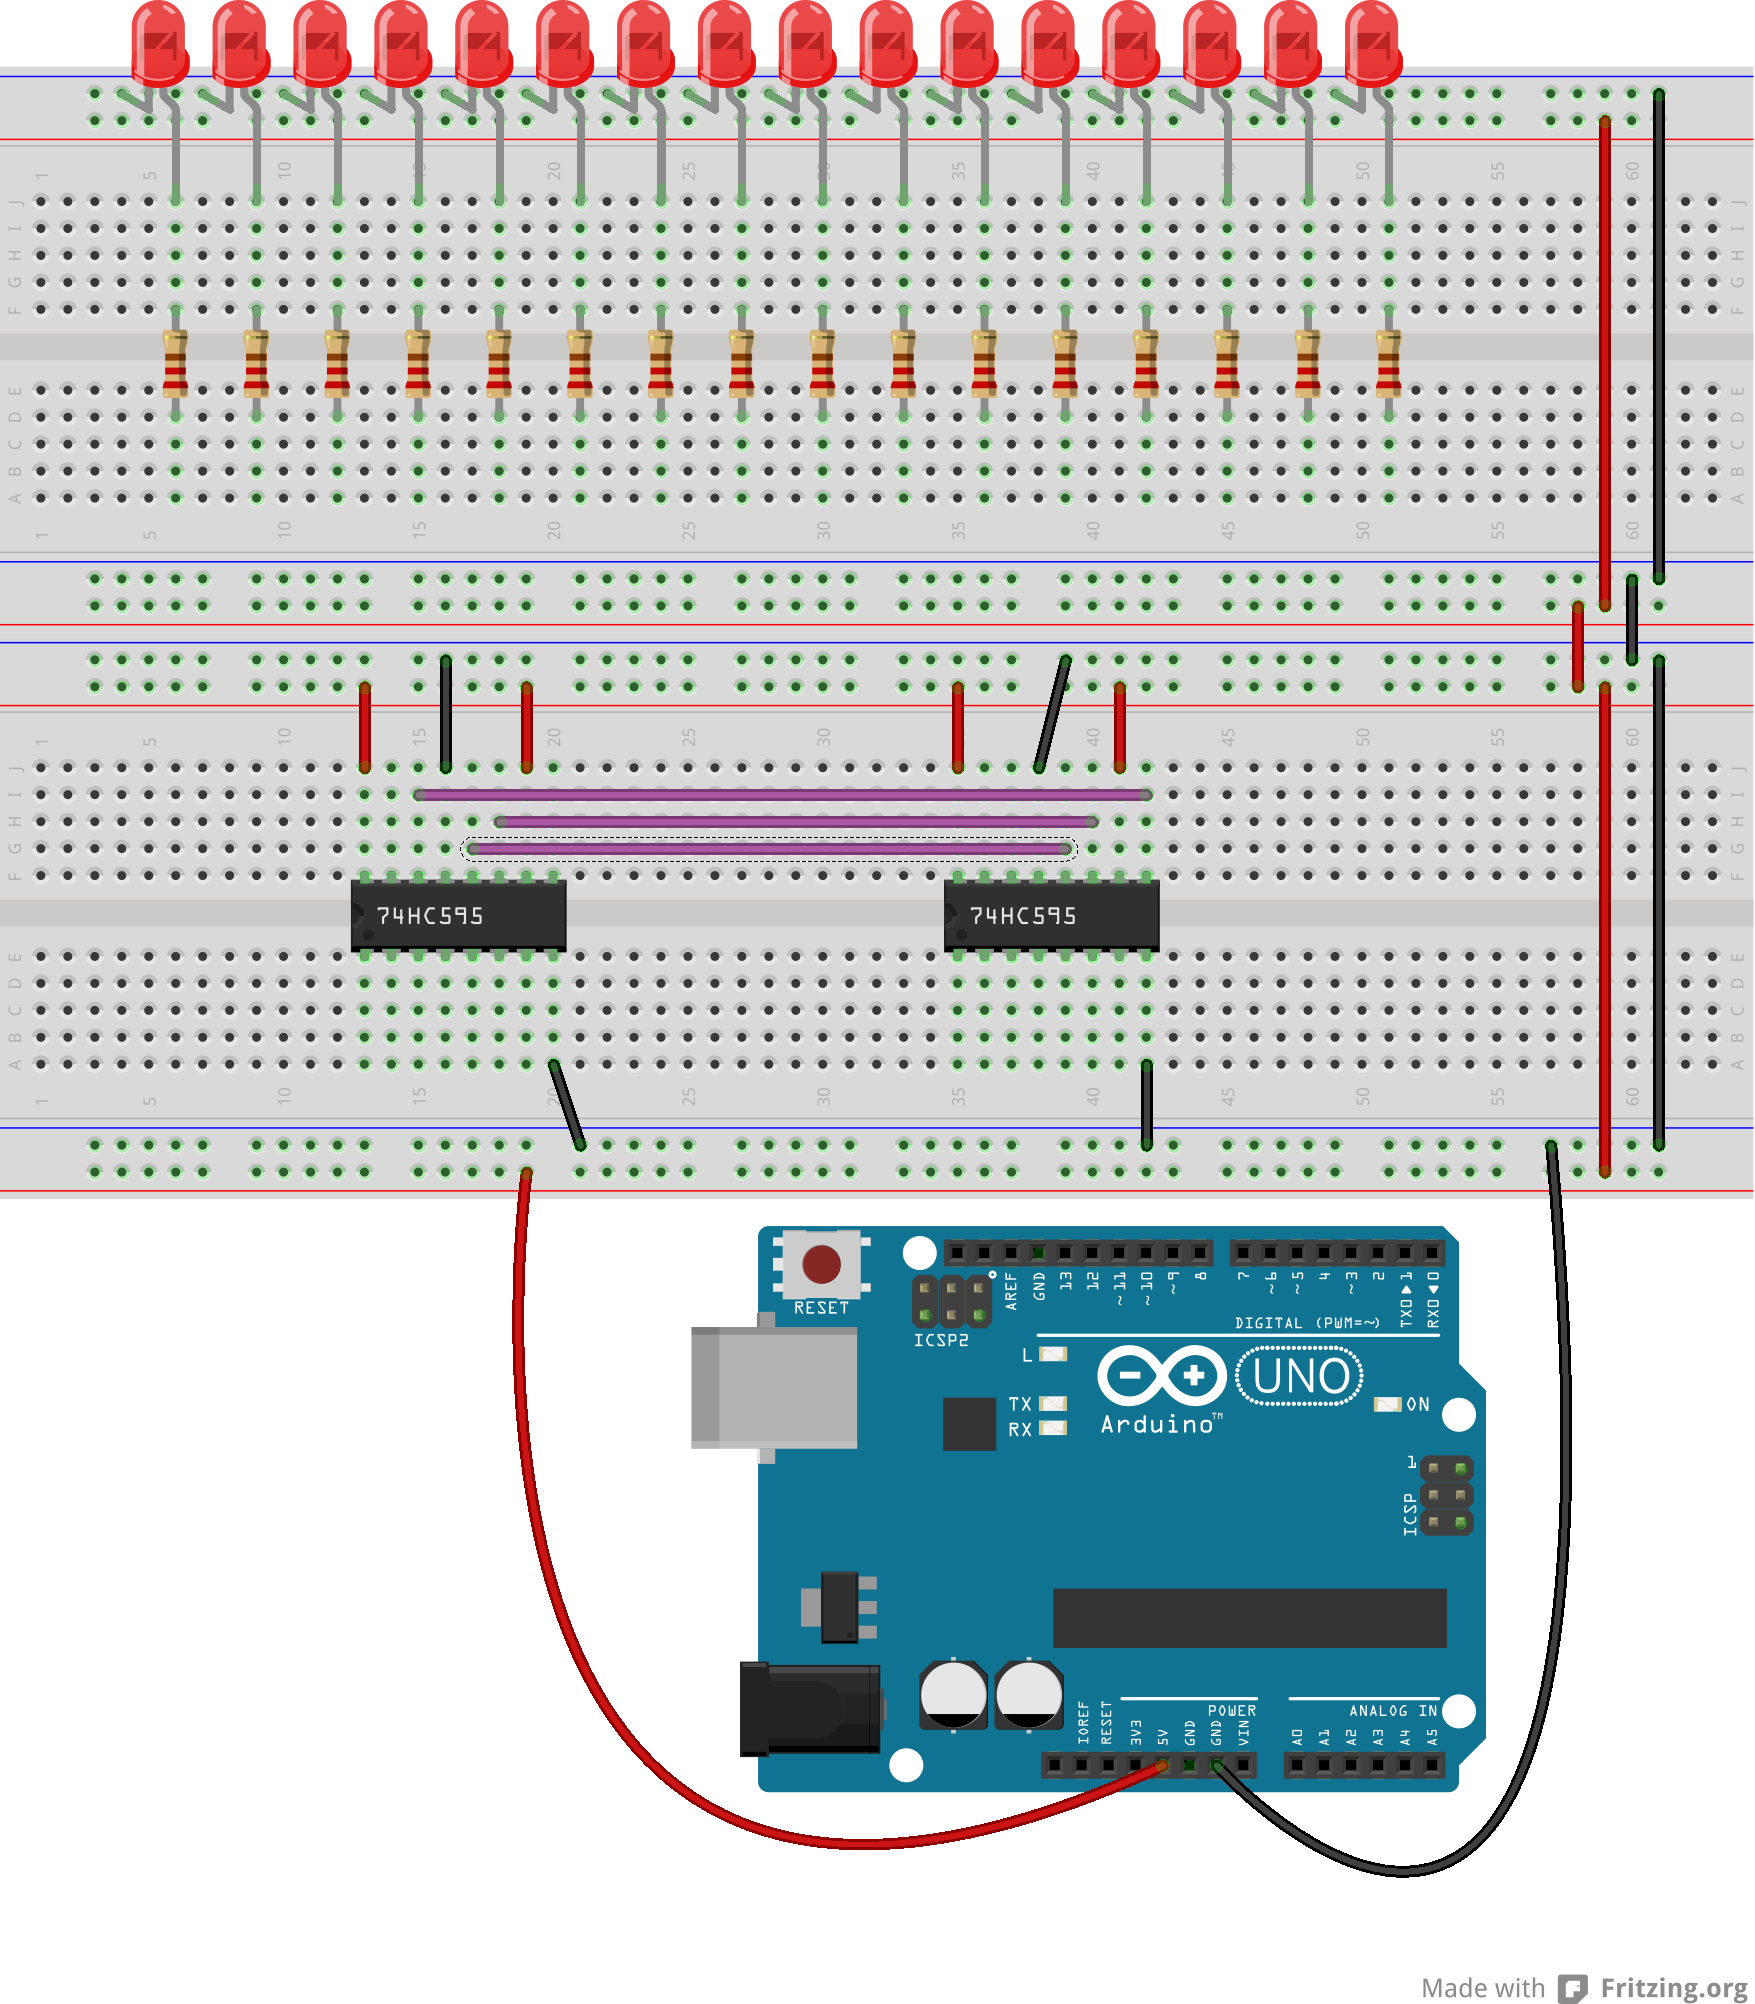 1 5 10 15 20 25 30 35 40 45 50 55 60
J J
I I
H H
G G
F F
E E
D D
C C
B B
A A
1 5 10 15 20 25 30 35 40 45 50 55 60
1 5 10 15 20 25 30 35 40 45 50 55 60
J J
I I
H H
G G
F F
74HC595 74HC595
E E
D D
C C
B B
A A
1 5 10 15 20 25 30 35 40 45 50 55 60
RESET
AREF GND 13 12 ~11 ~10 ~9 8 7 ~6 ~5 4 ~3 2 TX0▶1 RX0◀0
ICSP2
DIGITAL (PWM=~)
L
TX
RX
UNO
ON
Arduino™
1
ICSP
POWER ANALOG IN
IOREF RESET 3V3 5V GND GND VIN A0 A1 A2 A3 A4 A5
Made with Fritzing.org